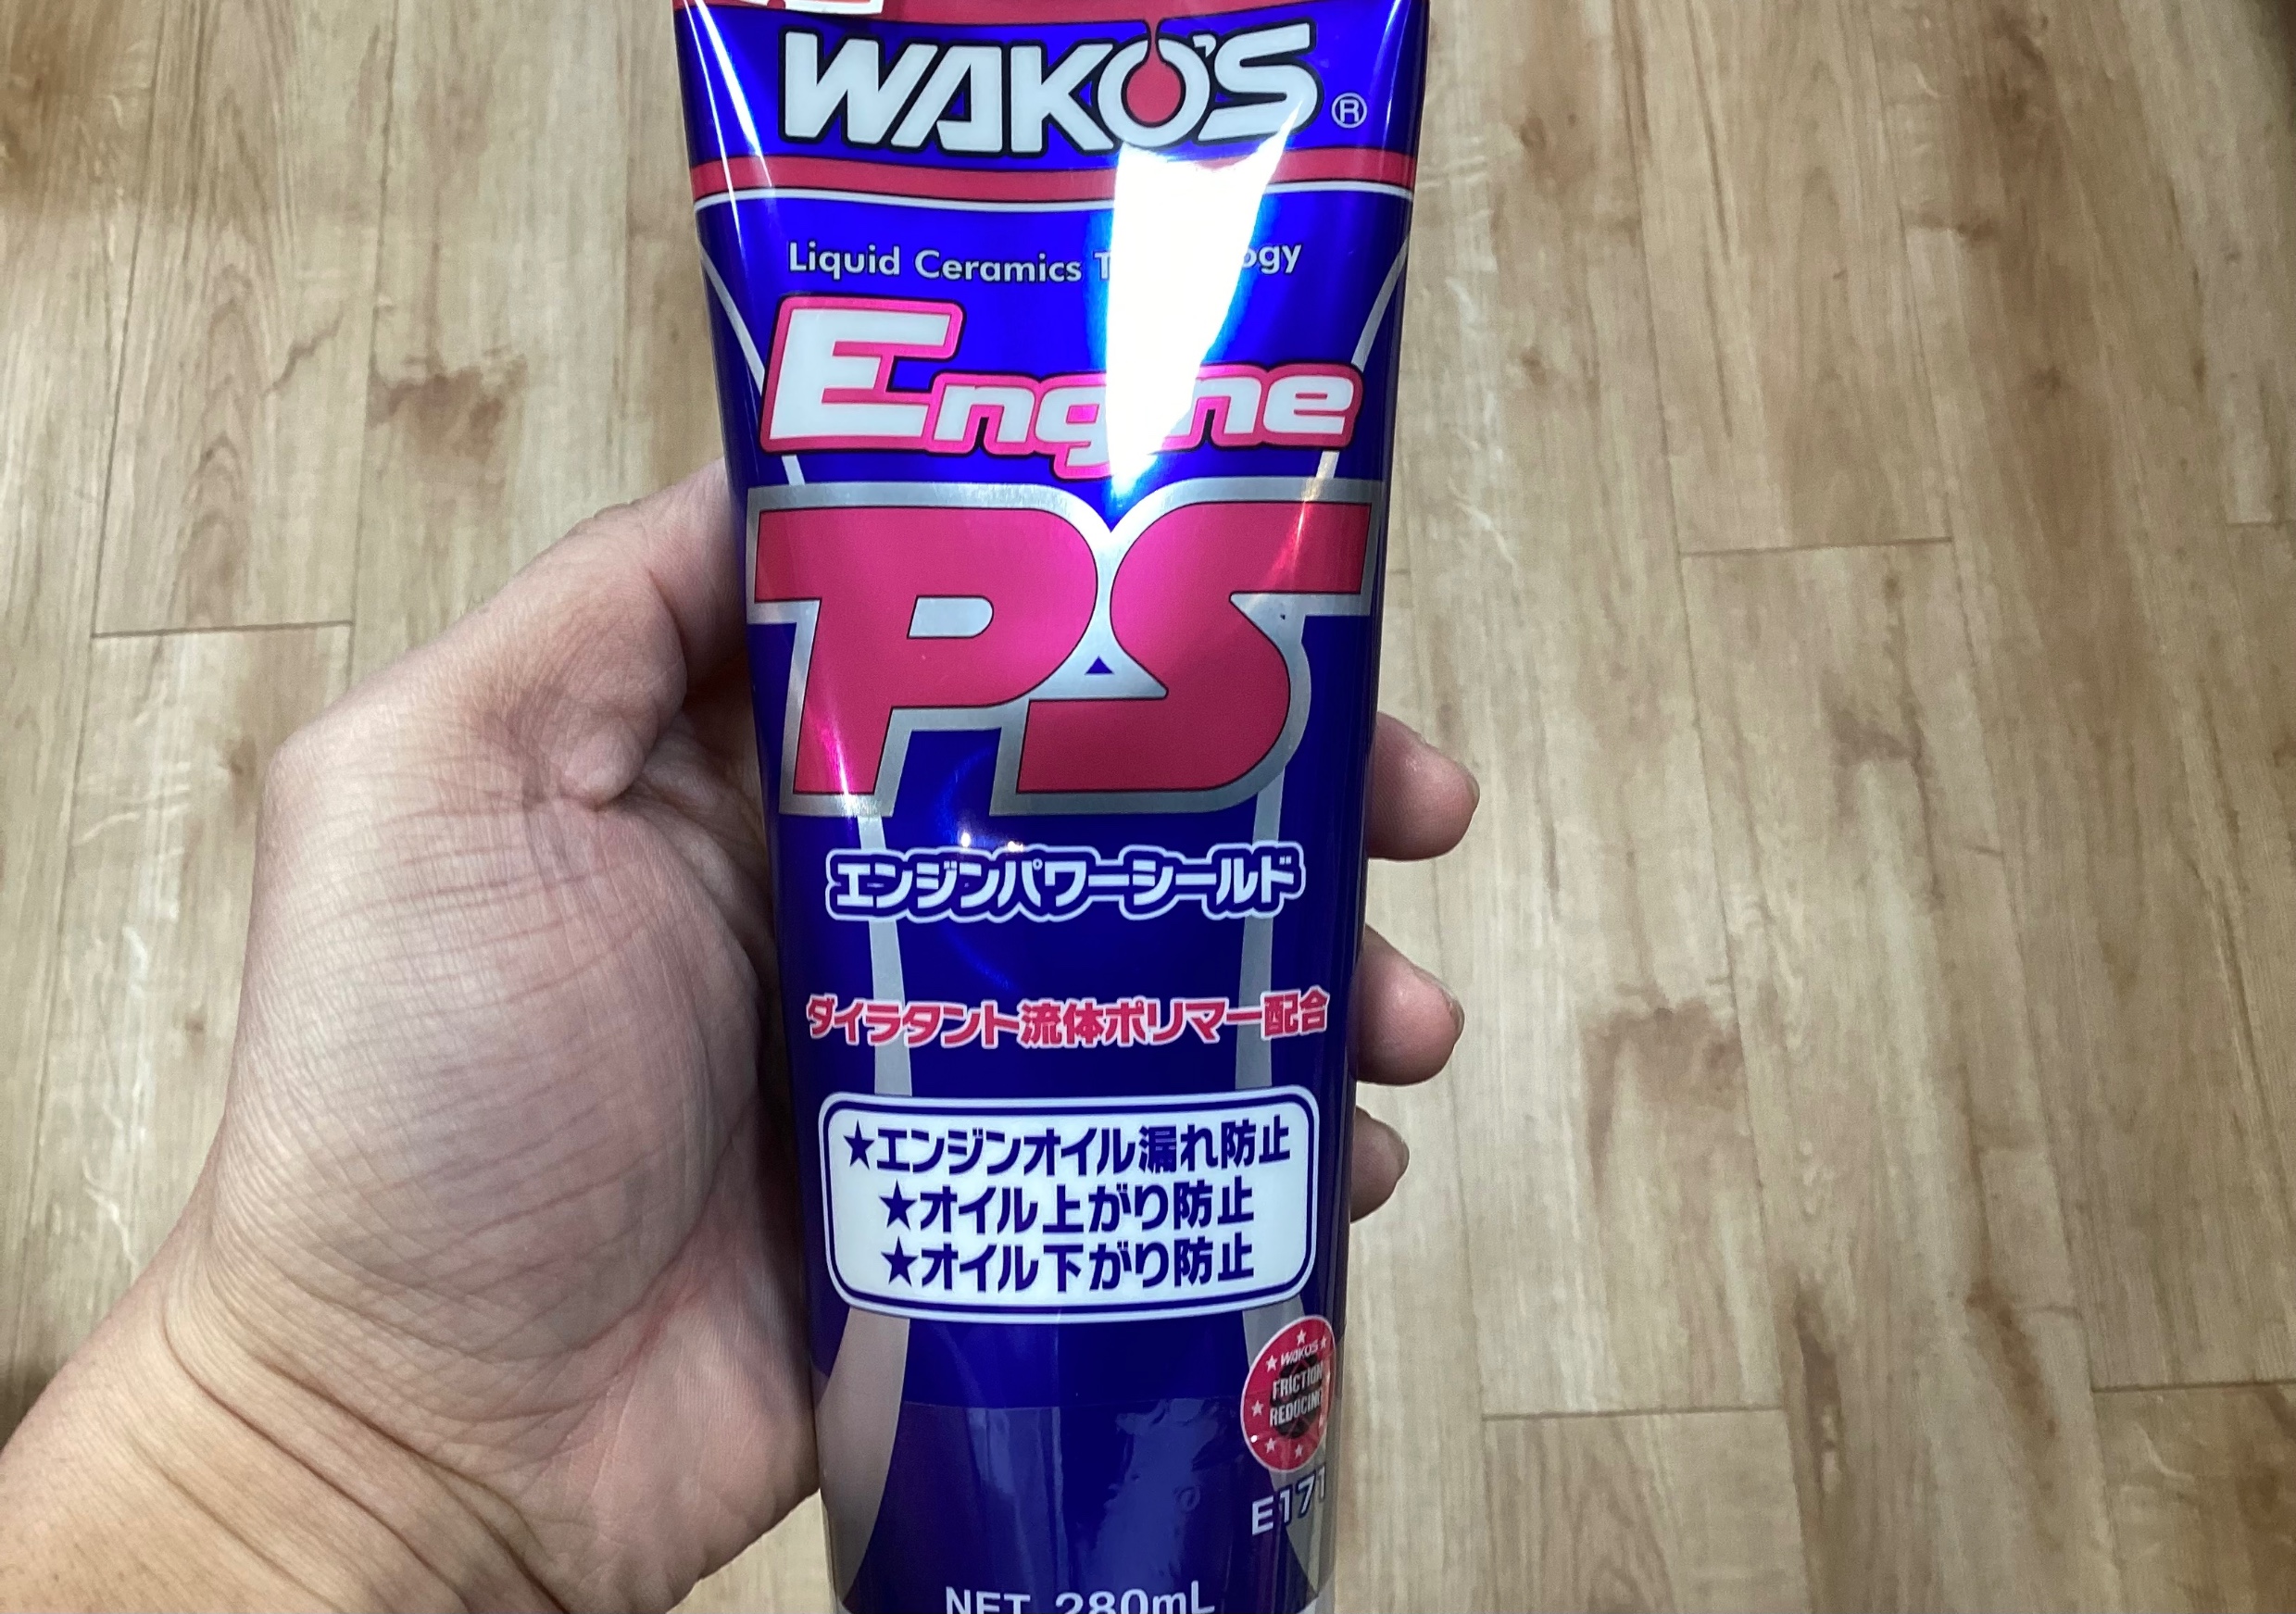 WAKO'S®
Liquid Ceramics
Engine
PS
エンジンパワーシールド
ダイラタント流体ポリマー配合
★エンジンオイル漏れ防止
★オイル上がり防止
★オイル下がり防止
WAKO'S
FRICTION
REDUCING
E171
NET 280mL